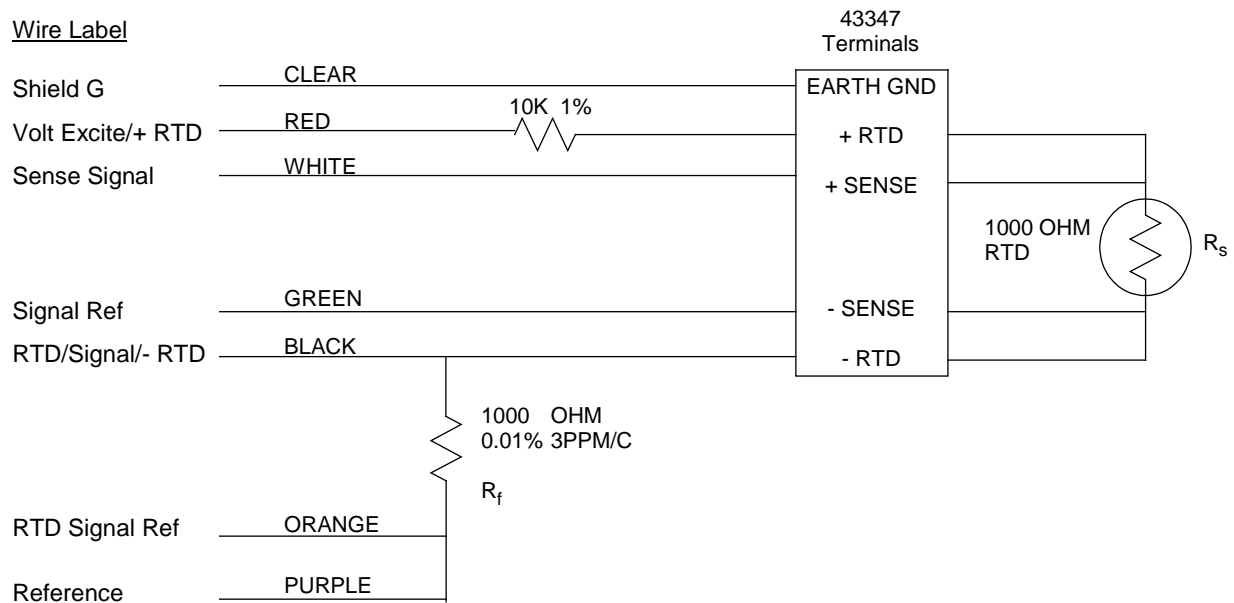 Wire Label
43347
Terminals
Shield G
CLEAR
EARTH GND
Volt Excite/+ RTD
RED
10K 1%
+ RTD
Sense Signal
WHITE
+ SENSE
1000 OHM
RTD
Rs
Signal Ref
GREEN
- SENSE
RTD/Signal/- RTD
BLACK
- RTD
1000 OHM
0.01% 3PPM/C
Rf
RTD Signal Ref
ORANGE
Reference
PURPLE